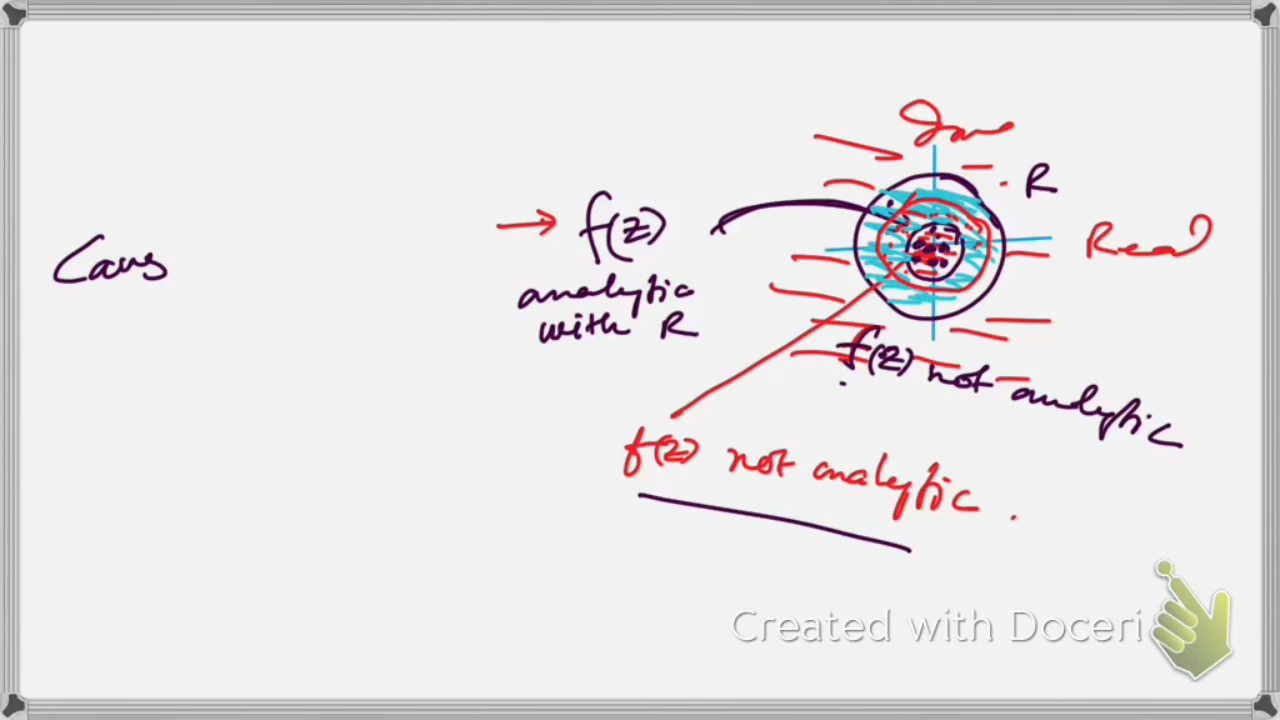 Imag
R
f(z)
Real
Caus
analytic
with R
f(z) not analytic
f(z) not analytic.
Created with Doceri